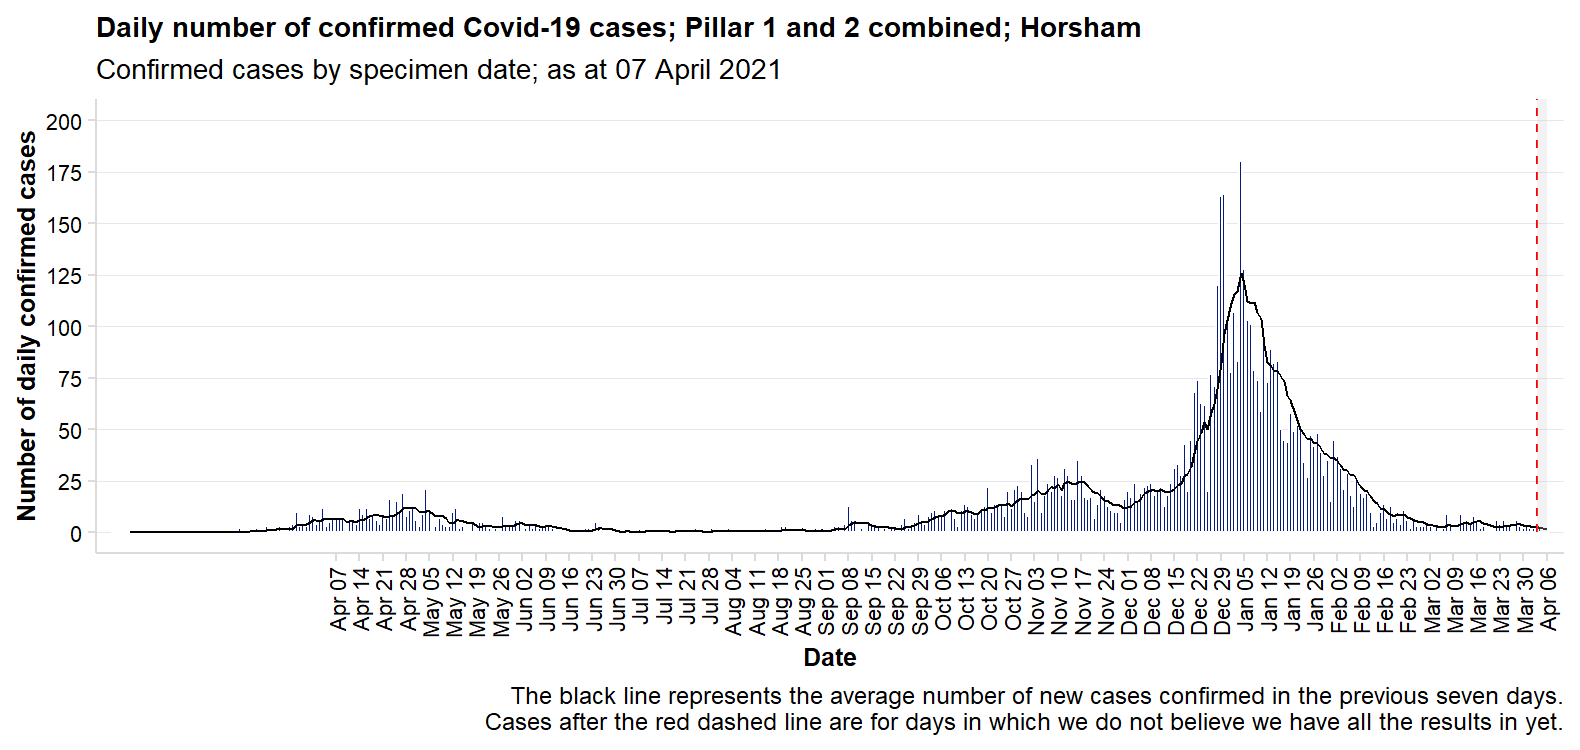 Daily number of confirmed Covid-19 cases; Pillar 1 and 2 combined; Horsham
Confirmed cases by specimen date; as at 07 April 2021
Number of daily confirmed cases
200
175
150
125
100
75
50
25
0
Apr 07
Apr 14
Apr 21
Apr 28
May 05
May 12
May 19
May 26
Jun 02
Jun 09
Jun 16
Jun 23
Jun 30
Jul 07
Jul 14
Jul 21
Jul 28
Aug 04
Aug 11
Aug 18
Aug 25
Sep 01
Sep 08
Sep 15
Sep 22
Sep 29
Oct 06
Oct 13
Oct 20
Oct 27
Nov 03
Nov 10
Nov 17
Nov 24
Dec 01
Dec 08
Dec 15
Dec 22
Dec 29
Jan 05
Jan 12
Jan 19
Jan 26
Feb 02
Feb 09
Feb 16
Feb 23
Mar 02
Mar 09
Mar 16
Mar 23
Mar 30
Apr 06
Date
The black line represents the average number of new cases confirmed in the previous seven days.
Cases after the red dashed line are for days in which we do not believe we have all the results in yet.